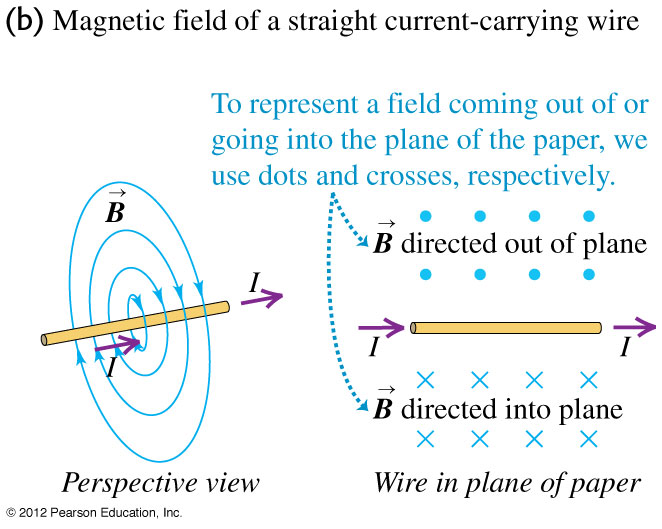 (b) Magnetic field of a straight current-carrying wire
To represent a field coming out of or
going into the plane of the paper, we
use dots and crosses, respectively.
B⃗
B⃗ directed out of plane
I
I
I
I
B⃗ directed into plane
Perspective view
Wire in plane of paper
© 2012 Pearson Education, Inc.